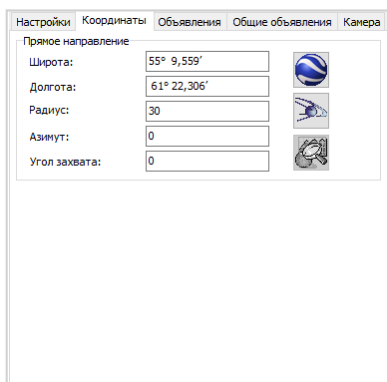 Настройки Координаты Объявления Общие объявления Камера
Прямое направление
Широта: 55° 9,559′
Долгота: 61° 22,306′
Радиус: 30
Азимут: 0
Угол захвата: 0